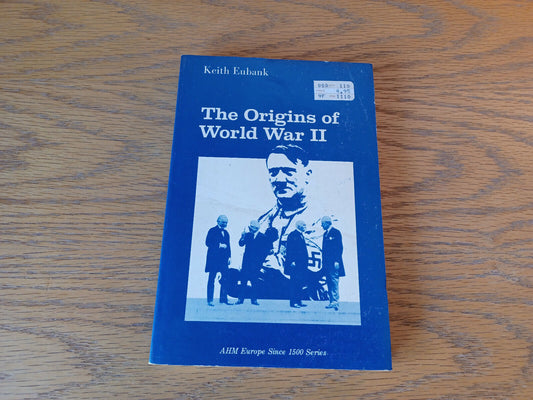 Keith Eubank
The Origins of
World War II
AHM Europe Since 1500 Series